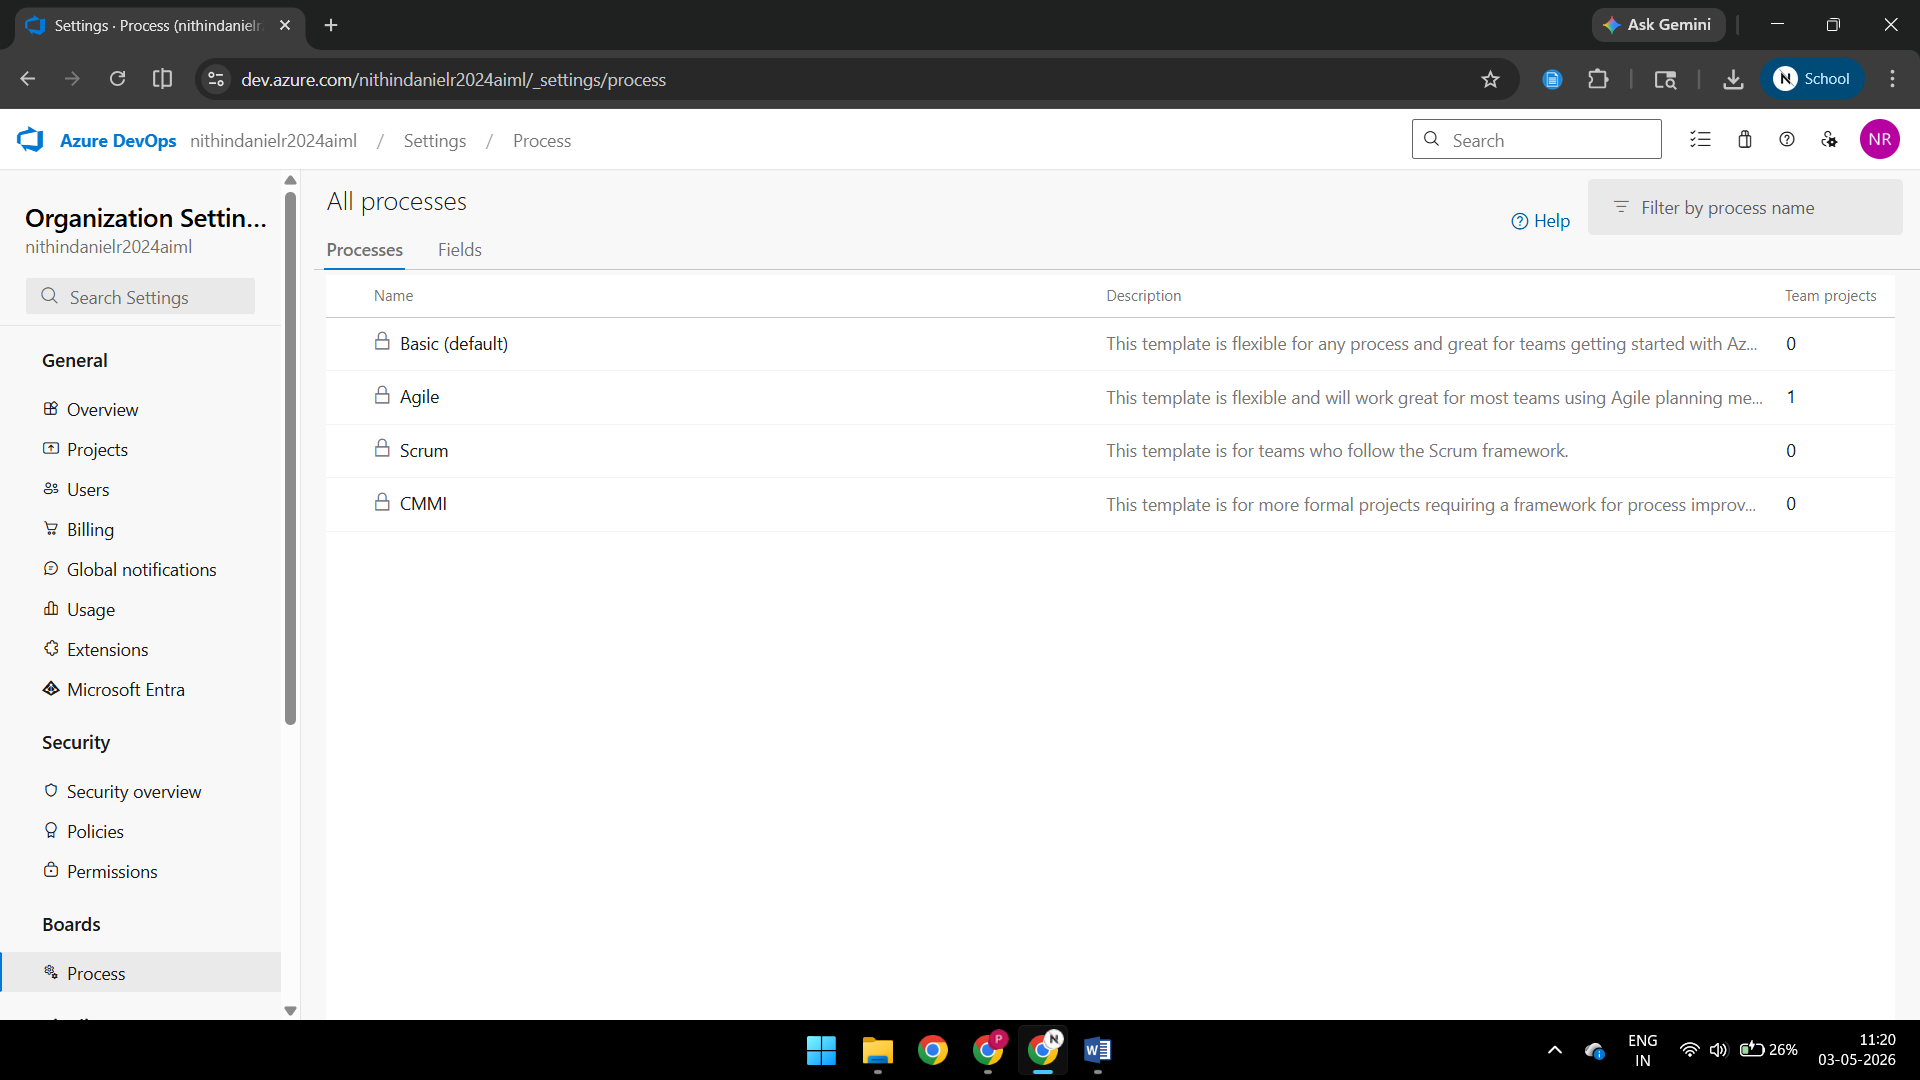 Settings · Process (nithindanielr
Ask Gemini
dev.azure.com/nithindanielr2024aiml/_settings/process
N School
Azure DevOps nithindanielr2024aiml / Settings / Process
Search
NR
Organization Settin...
nithindanielr2024aiml
Search Settings
General
Overview
Projects
Users
Billing
Global notifications
Usage
Extensions
Microsoft Entra
Security
Security overview
Policies
Permissions
Boards
Process
All processes
Help
Filter by process name
Processes Fields
Name Description Team projects
Basic (default) This template is flexible for any process and great for teams getting started with Az... 0
Agile This template is flexible and will work great for most teams using Agile planning me... 1
Scrum This template is for teams who follow the Scrum framework. 0
CMMI This template is for more formal projects requiring a framework for process improv... 0
P
N
W
ENG
IN
26%
11:20
03-05-2026